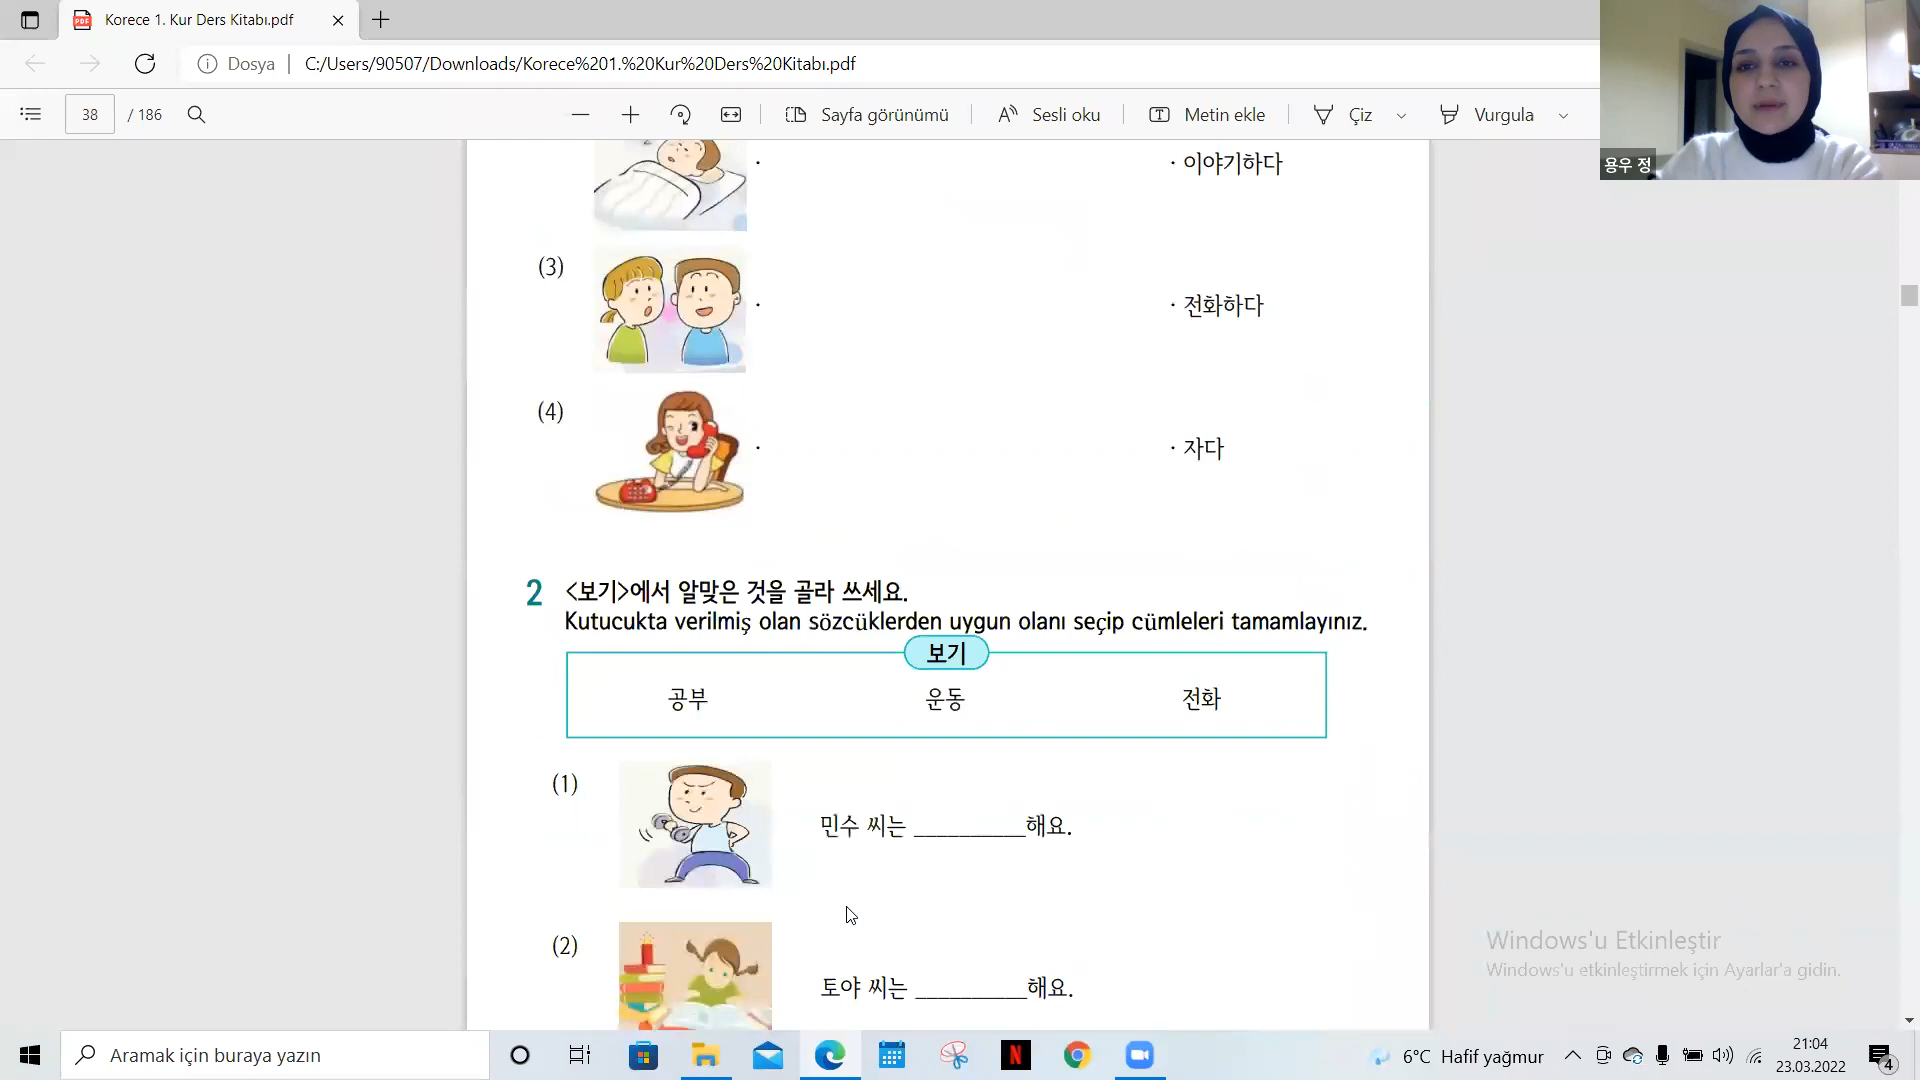 Korece 1. Kur Ders Kitabı.pdf
Dosya
C:/Users/90507/Downloads/Korece%201.%20Kur%20Ders%20Kitabı.pdf
38 / 186
Sayfa görünümü
Sesli oku
Metin ekle
Çiz
Vurgula
용우 정
· 이야기하다
(3)
· 전화하다
(4)
· 자다
2 <보기>에서 알맞은 것을 골라 쓰세요.
Kutucukta verilmiş olan sözcüklerden uygun olanı seçip cümleleri tamamlayınız.
보기
공부 운동 전화
(1)
민수 씨는 __________해요.
(2)
토야 씨는 __________해요.
Windows'u Etkinleştir
Windows'u etkinleştirmek için Ayarlar'a gidin.
Aramak için buraya yazın
N
6°C Hafif yağmur
21:04
23.03.2022
4